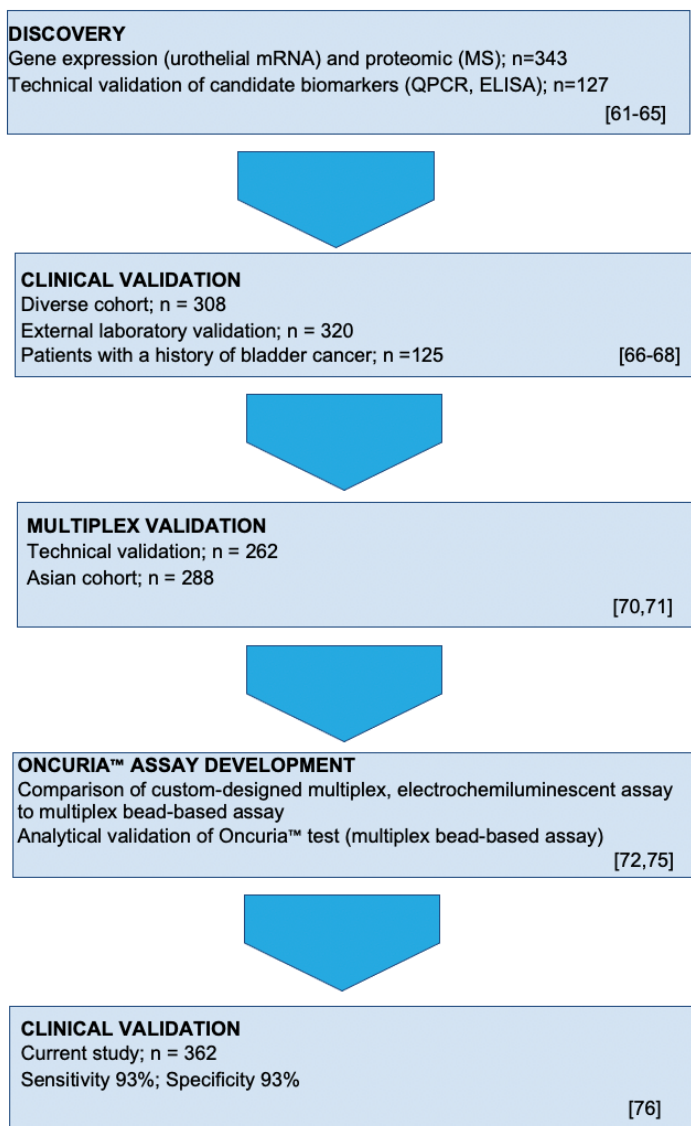 DISCOVERY
Gene expression (urothelial mRNA) and proteomic (MS); n=343
Technical validation of candidate biomarkers (QPCR, ELISA); n=127
[61-65]
CLINICAL VALIDATION
Diverse cohort; n = 308
External laboratory validation; n = 320
Patients with a history of bladder cancer; n =125 [66-68]
MULTIPLEX VALIDATION
Technical validation; n = 262
Asian cohort; n = 288
[70,71]
ONCURIA™ ASSAY DEVELOPMENT
Comparison of custom-designed multiplex, electrochemiluminescent assay
to multiplex bead-based assay
Analytical validation of Oncuria™ test (multiplex bead-based assay)
[72,75]
CLINICAL VALIDATION
Current study; n = 362
Sensitivity 93%; Specificity 93%
[76]